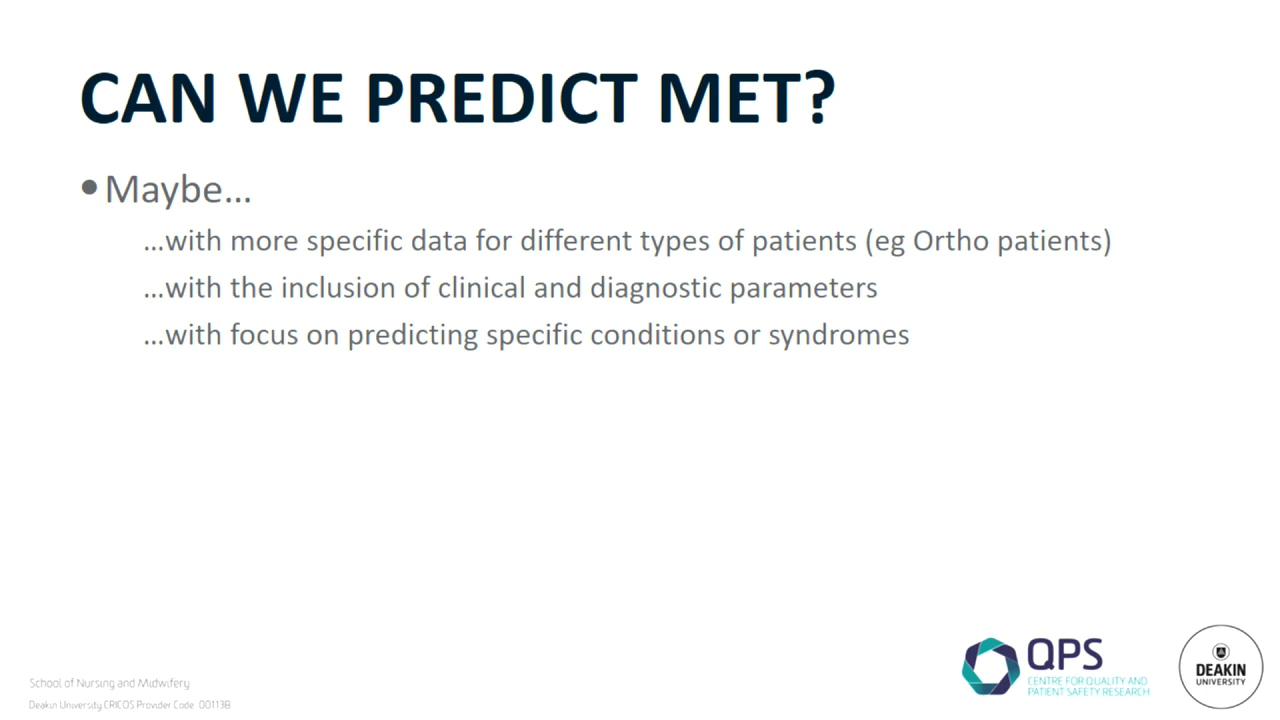 CAN WE PREDICT MET?
•Maybe...
...with more specific data for different types of patients (eg Ortho patients)
...with the inclusion of clinical and diagnostic parameters
...with focus on predicting specific conditions or syndromes
School of Nursing and Midwifery
Deakin University CRICOS Provider Code: 00113B
QPS
CENTRE FOR QUALITY AND
PATIENT SAFETY RESEARCH
DEAKIN
UNIVERSITY